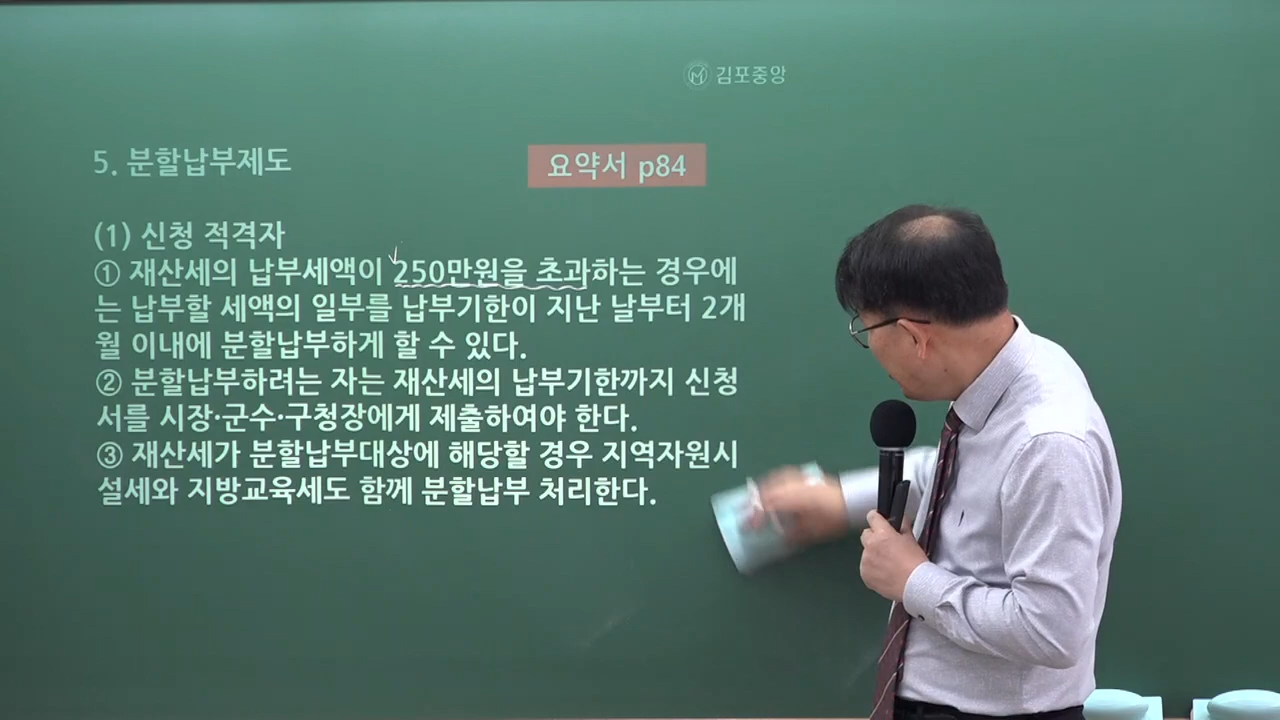 김포중앙
5. 분할납부제도
요약서 p84
(1) 신청 적격자
① 재산세의 납부세액이 250만원을 초과하는 경우에
는 납부할 세액의 일부를 납부기한이 지난 날부터 2개
월 이내에 분할납부하게 할 수 있다.
② 분할납부하려는 자는 재산세의 납부기한까지 신청
서를 시장·군수·구청장에게 제출하여야 한다.
③ 재산세가 분할납부대상에 해당할 경우 지역자원시
설세와 지방교육세도 함께 분할납부 처리한다.